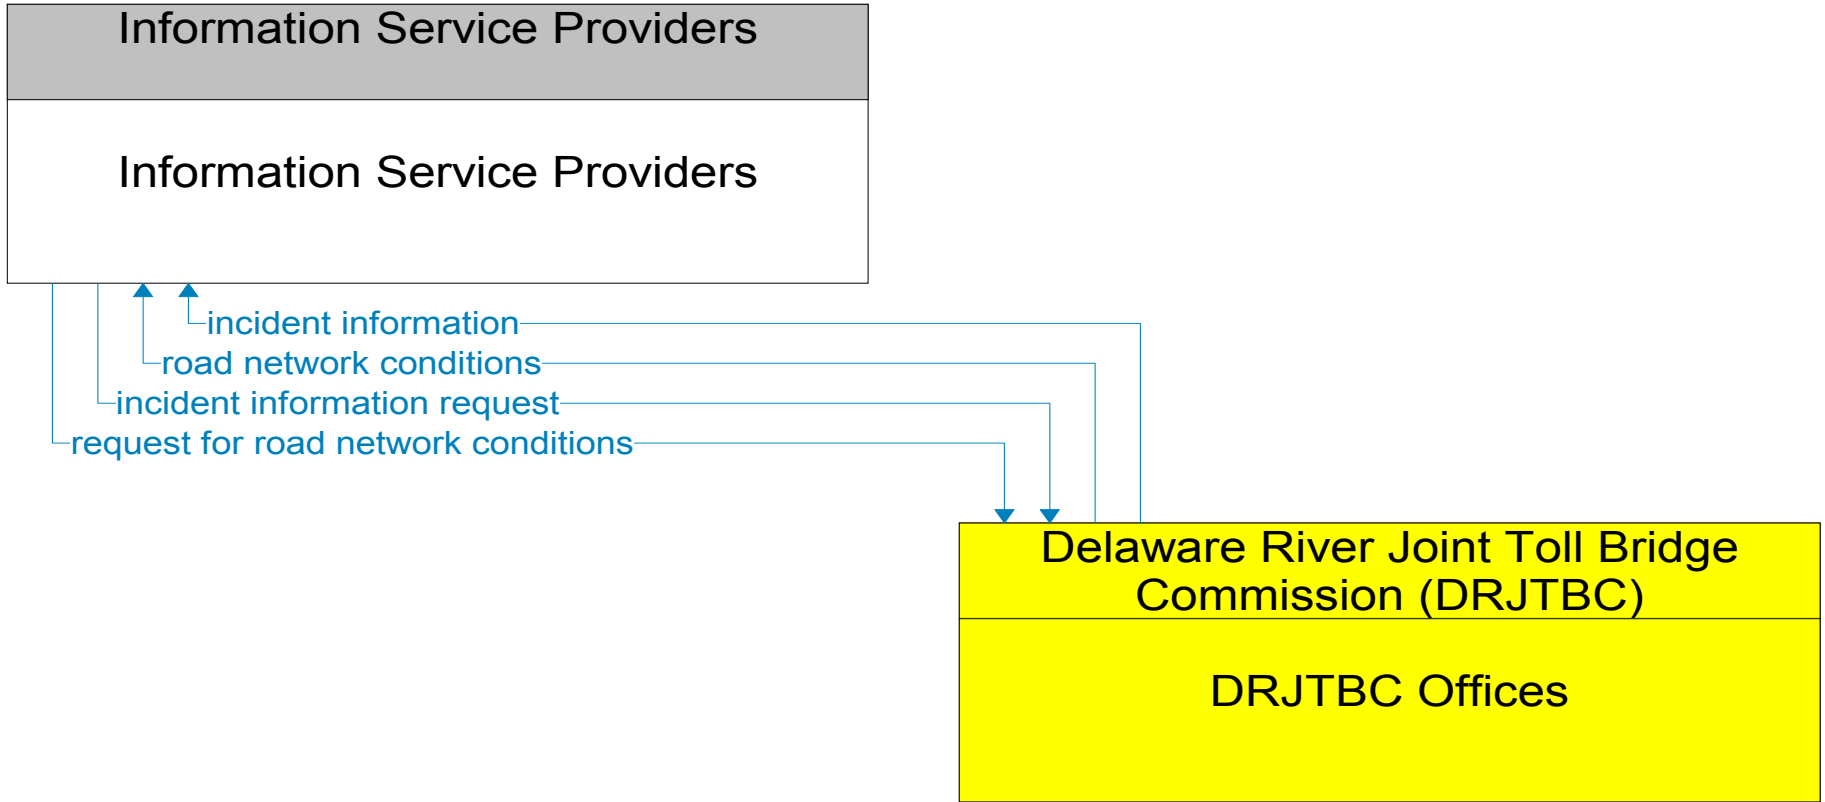 Information Service Providers
Information Service Providers
incident information
road network conditions
incident information request
request for road network conditions
Delaware River Joint Toll Bridge
Commission (DRJTBC)
DRJTBC Offices